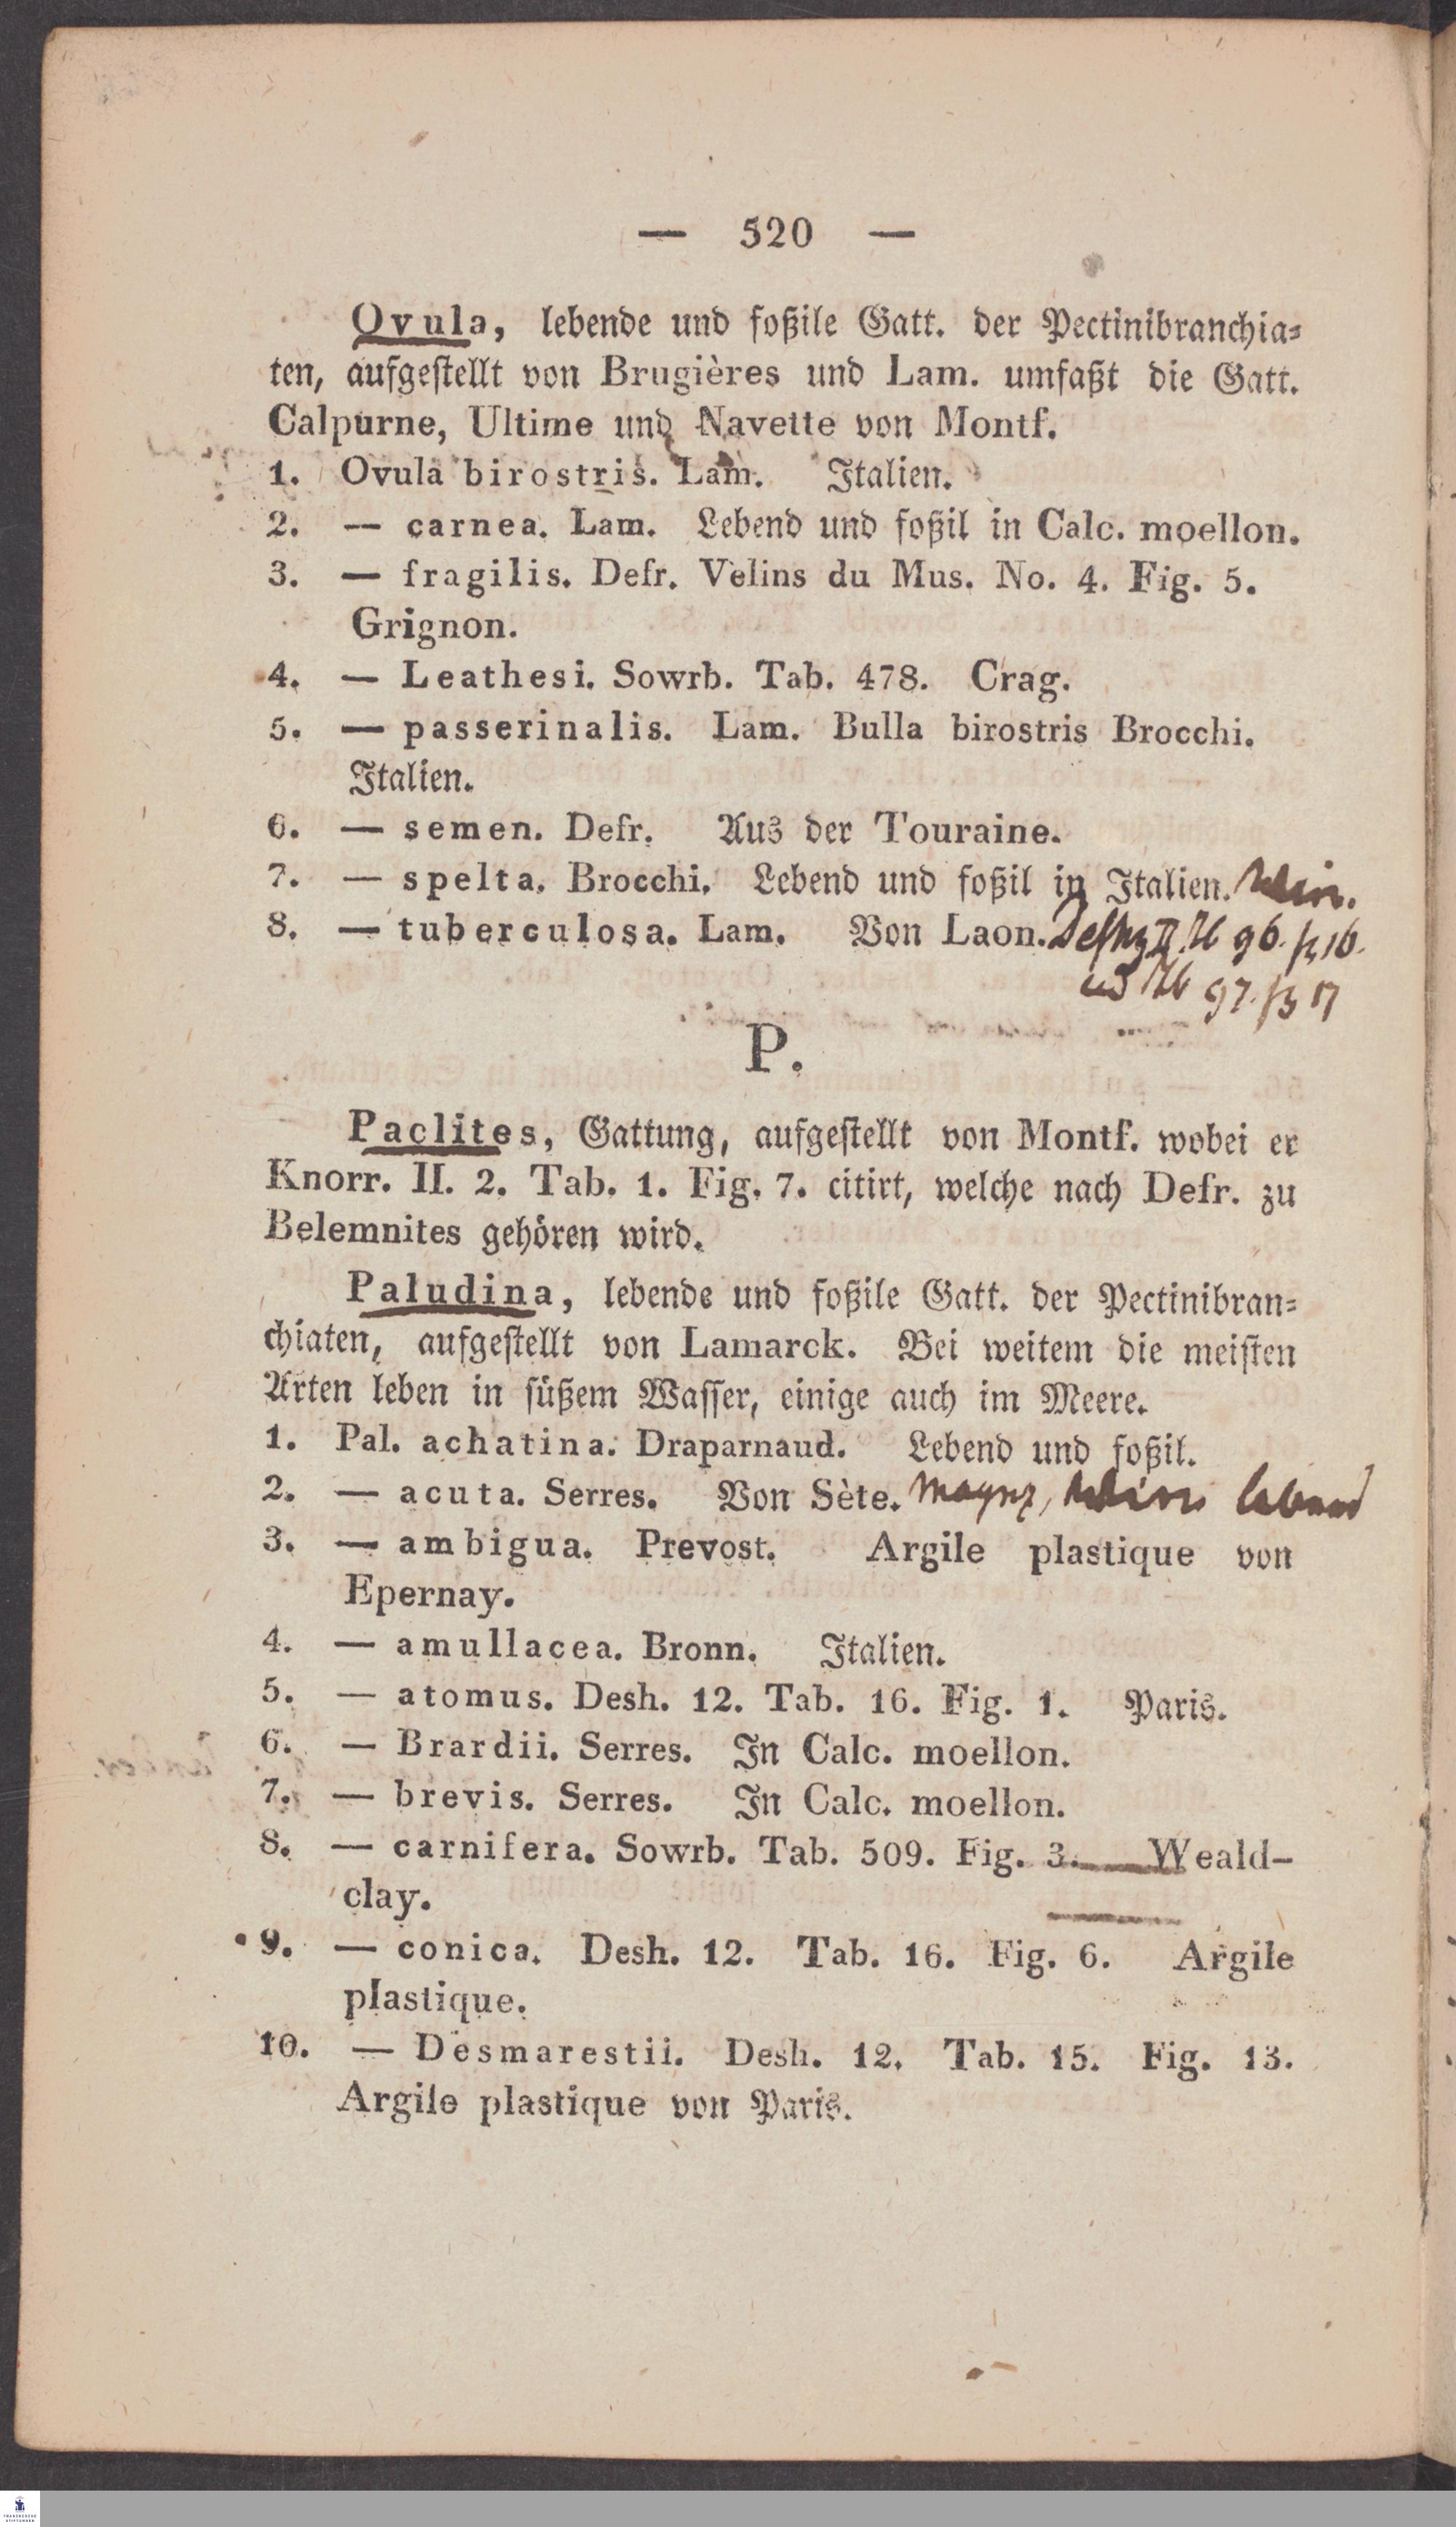 — 520 —
Ovula, lebende und foßile Gatt. der Pectinibranchia=
ten, aufgestellt von Brugières und Lam. umfaßt die Gatt.
Calpurne, Ultime und Navette von Montf.
1. Ovula birostris. Lam. Italien.
2. — carnea. Lam. Lebend und foßil in Calc. moellon.
3. — fragilis. Defr. Velins du Mus. No. 4. Fig. 5.
Grignon.
4. — Leathesi. Sowrb. Tab. 478. Crag.
5. — passerinalis. Lam. Bulla birostris Brocchi.
Italien.
6. — semen. Defr. Aus der Touraine.
7. — spelta. Brocchi. Lebend und foßil in Italien.
8. — tuberculosa. Lam. Von Laon. II. 96. 16.
97. 17
P.
Paclites, Gattung, aufgestellt von Montf. wobei er
Knorr. II. 2. Tab. 1. Fig. 7. citirt, welche nach Defr. zu
Belemnites gehören wird.
Paludina, lebende und foßile Gatt. der Pectinibran=
chiaten, aufgestellt von Lamarck. Bei weitem die meisten
Arten leben in süßem Wasser, einige auch im Meere.
1. Pal. achatina. Draparnaud. Lebend und foßil.
2. — acuta. Serres. Von Sète.
3. — ambigua. Prevost. Argile plastique von
Epernay.
4. — amullacea. Bronn. Italien.
5. — atomus. Desh. 12. Tab. 16. Fig. 1. Paris.
6. — Brardii. Serres. In Calc. moellon.
7. — brevis. Serres. In Calc. moellon.
8. — carnifera. Sowrb. Tab. 509. Fig. 3. Weald-
clay.
9. — conica. Desh. 12. Tab. 16. Fig. 6. Argile
plastique.
10. — Desmarestii. Desh. 12. Tab. 15. Fig. 13.
Argile plastique von Paris.
FRANCKESCHE
STIFTUNGEN